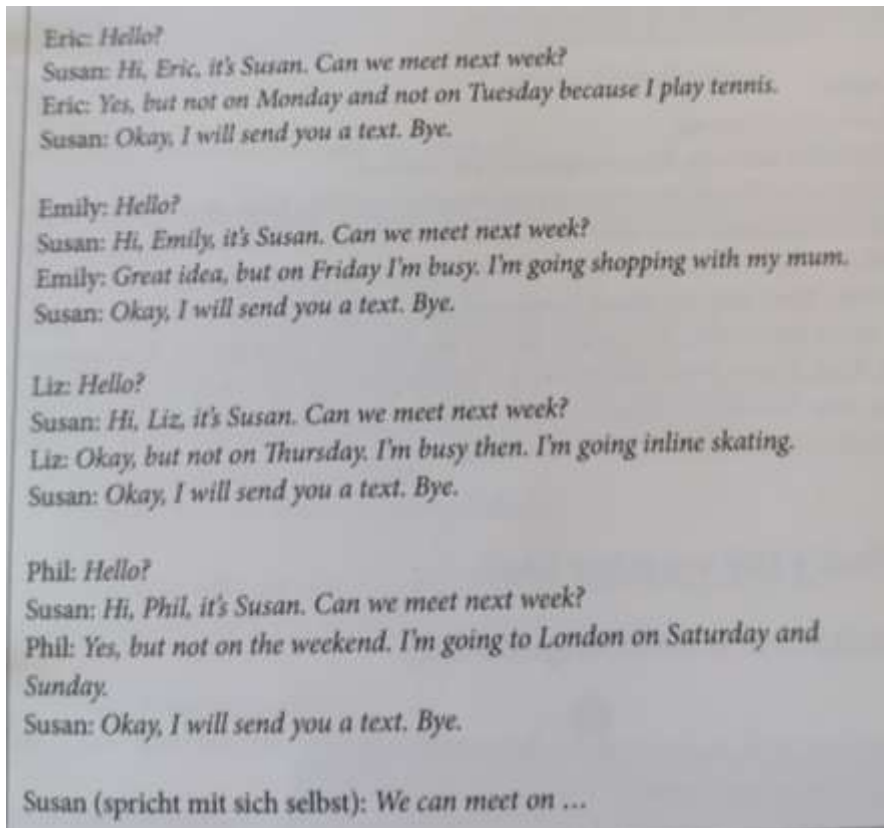 Eric: Hello?
Susan: Hi, Eric, it's Susan. Can we meet next week?
Eric: Yes, but not on Monday and not on Tuesday because I play tennis.
Susan: Okay, I will send you a text. Bye.
Emily: Hello?
Susan: Hi, Emily, it's Susan. Can we meet next week?
Emily: Great idea, but on Friday I'm busy. I'm going shopping with my mum.
Susan: Okay, I will send you a text. Bye.
Liz: Hello?
Susan: Hi, Liz, it's Susan. Can we meet next week?
Liz: Okay, but not on Thursday. I'm busy then. I'm going inline skating.
Susan: Okay, I will send you a text. Bye.
Phil: Hello?
Susan: Hi, Phil, it's Susan. Can we meet next week?
Phil: Yes, but not on the weekend. I'm going to London on Saturday and
Sunday.
Susan: Okay, I will send you a text. Bye.
Susan (spricht mit sich selbst): We can meet on …